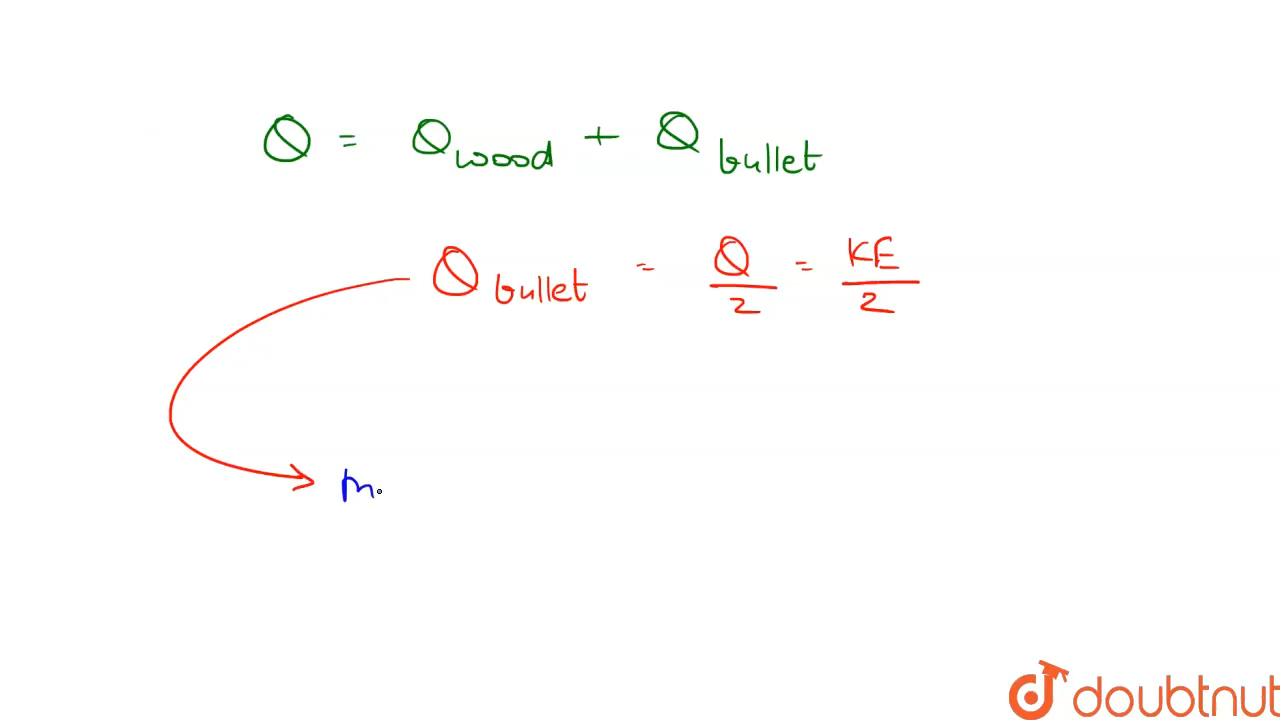 Q = Q wood + Q bullet
Q bullet = Q/2 = KE/2
m
doubtnut